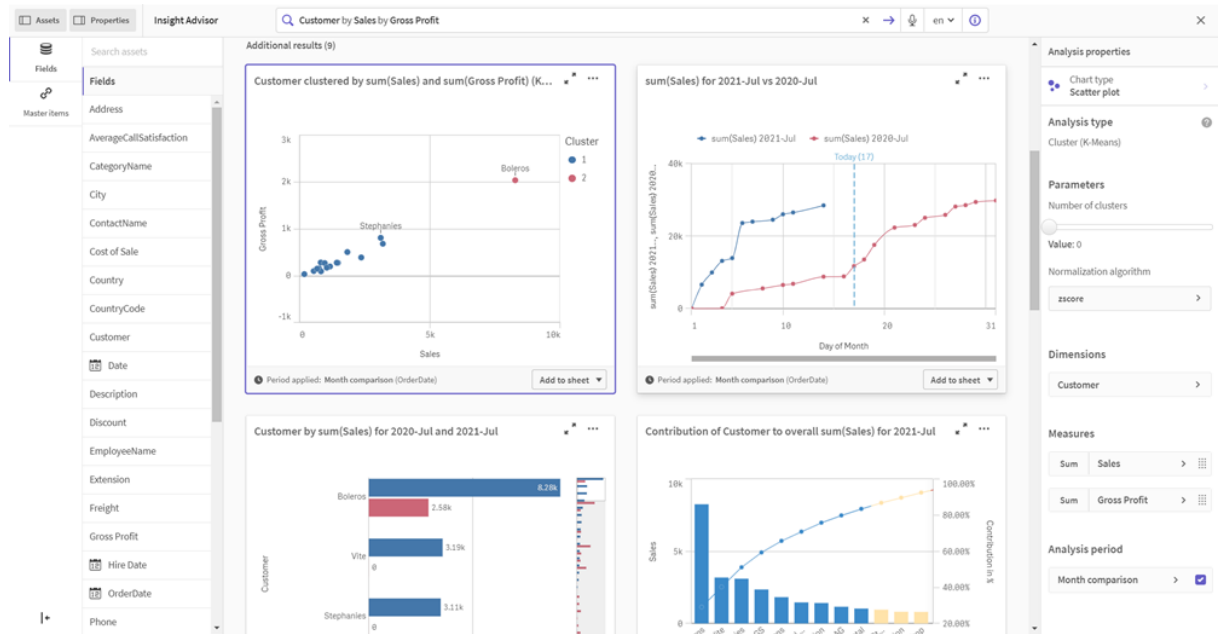 Assets
Properties
Insight Advisor
Customer by Sales by Gross Profit
en
Fields
Master items
Search assets
Fields
Address
AverageCallSatisfaction
CategoryName
City
ContactName
Cost of Sale
Country
CountryCode
Customer
Date
Description
Discount
EmployeeName
Extension
Freight
Gross Profit
Hire Date
OrderDate
Phone
Additional results (9)
Customer clustered by sum(Sales) and sum(Gross Profit) (K...
3k
2k
1k
0
-1k
Gross Profit
Boleros
Stephanies
0
5k
10k
Sales
Cluster
1
2
Period applied: Month comparison (OrderDate)
Add to sheet
sum(Sales) for 2021-Jul vs 2020-Jul
sum(Sales) 2021-Jul
sum(Sales) 2020-Jul
Today (17)
40k
20k
0
sum(Sales) 2021..., sum(Sales) 2020...
1
10
20
31
Day of Month
Period applied: Month comparison (OrderDate)
Add to sheet
Customer by sum(Sales) for 2020-Jul and 2021-Jul
Customer
Boleros
8.28k
2.58k
Vite
3.19k
0
Stephanies
3.11k
0
Contribution of Customer to overall sum(Sales) for 2021-Jul
10k
5k
0
Sales
100.00%
80.00%
60.00%
40.00%
20.00%
Contribution in %
Analysis properties
Chart type
Scatter plot
Analysis type
Cluster (K-Means)
Parameters
Number of clusters
Value: 0
Normalization algorithm
zscore
Dimensions
Customer
Measures
Sum
Sales
Sum
Gross Profit
Analysis period
Month comparison